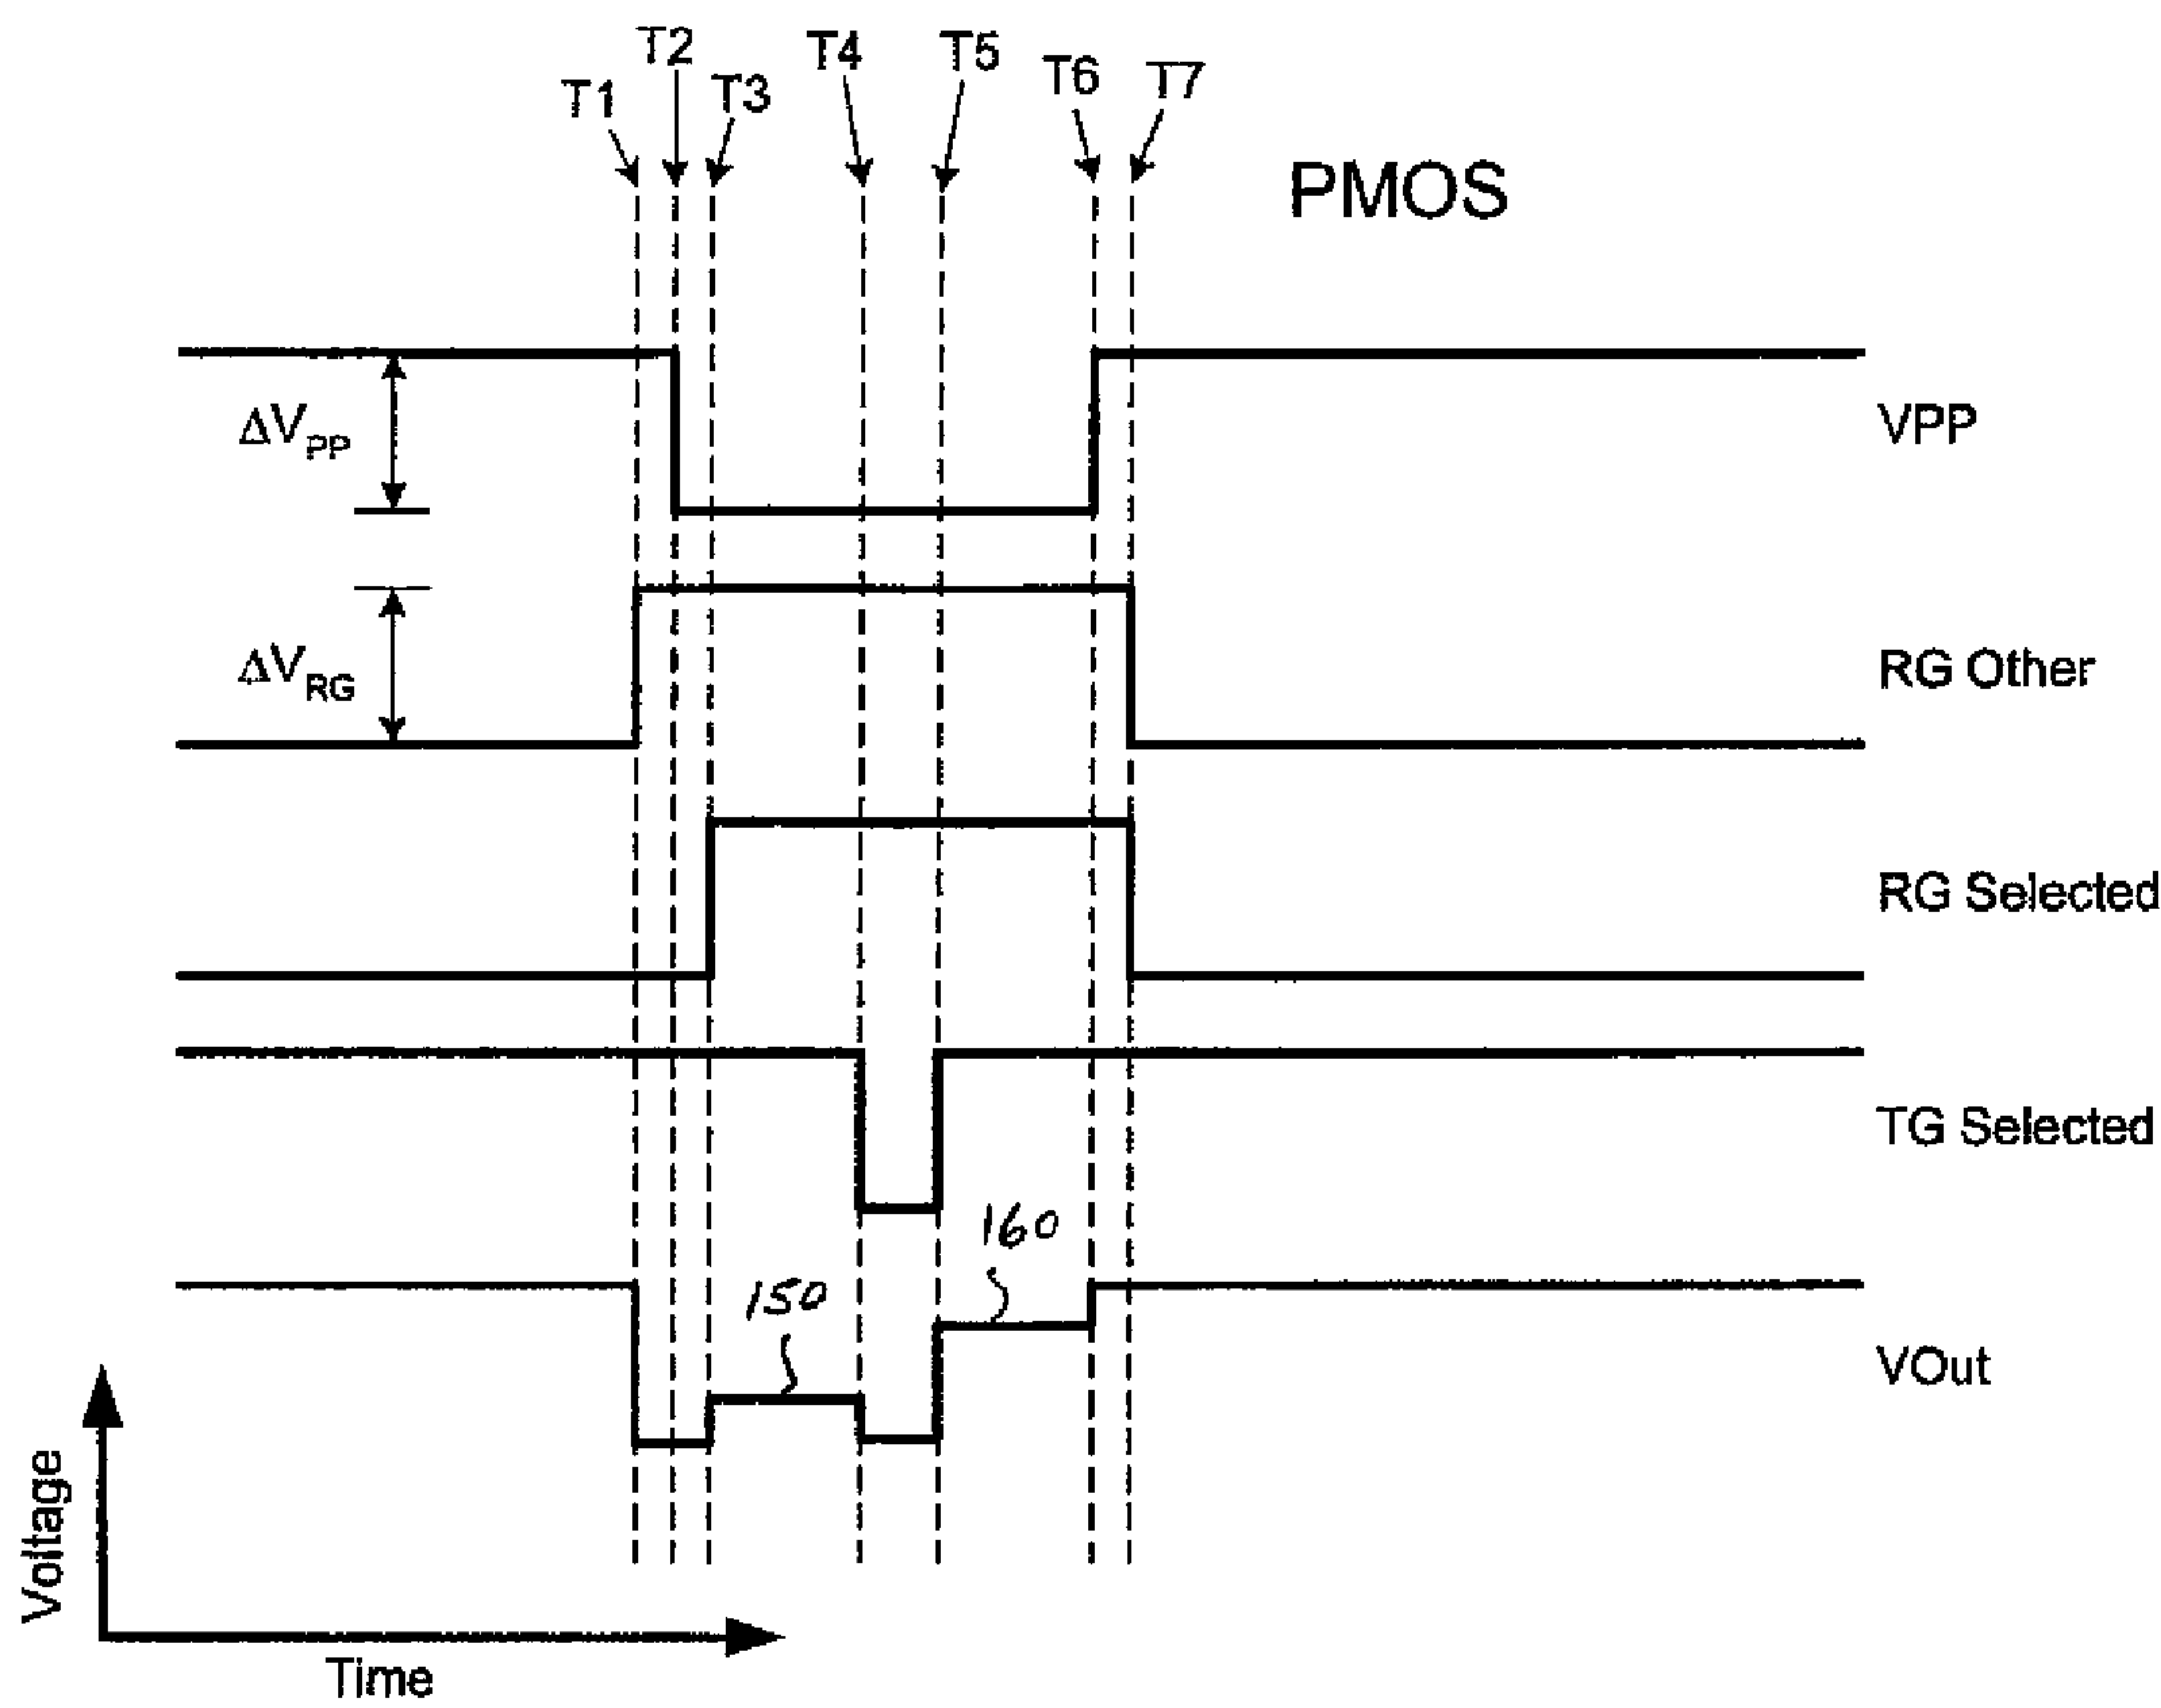 T1
T2
T3
T4
T5
T6
T7
PMOS
ΔVPP
VPP
ΔVRG
RG Other
RG Selected
TG Selected
160
150
VOut
Voltage
Time